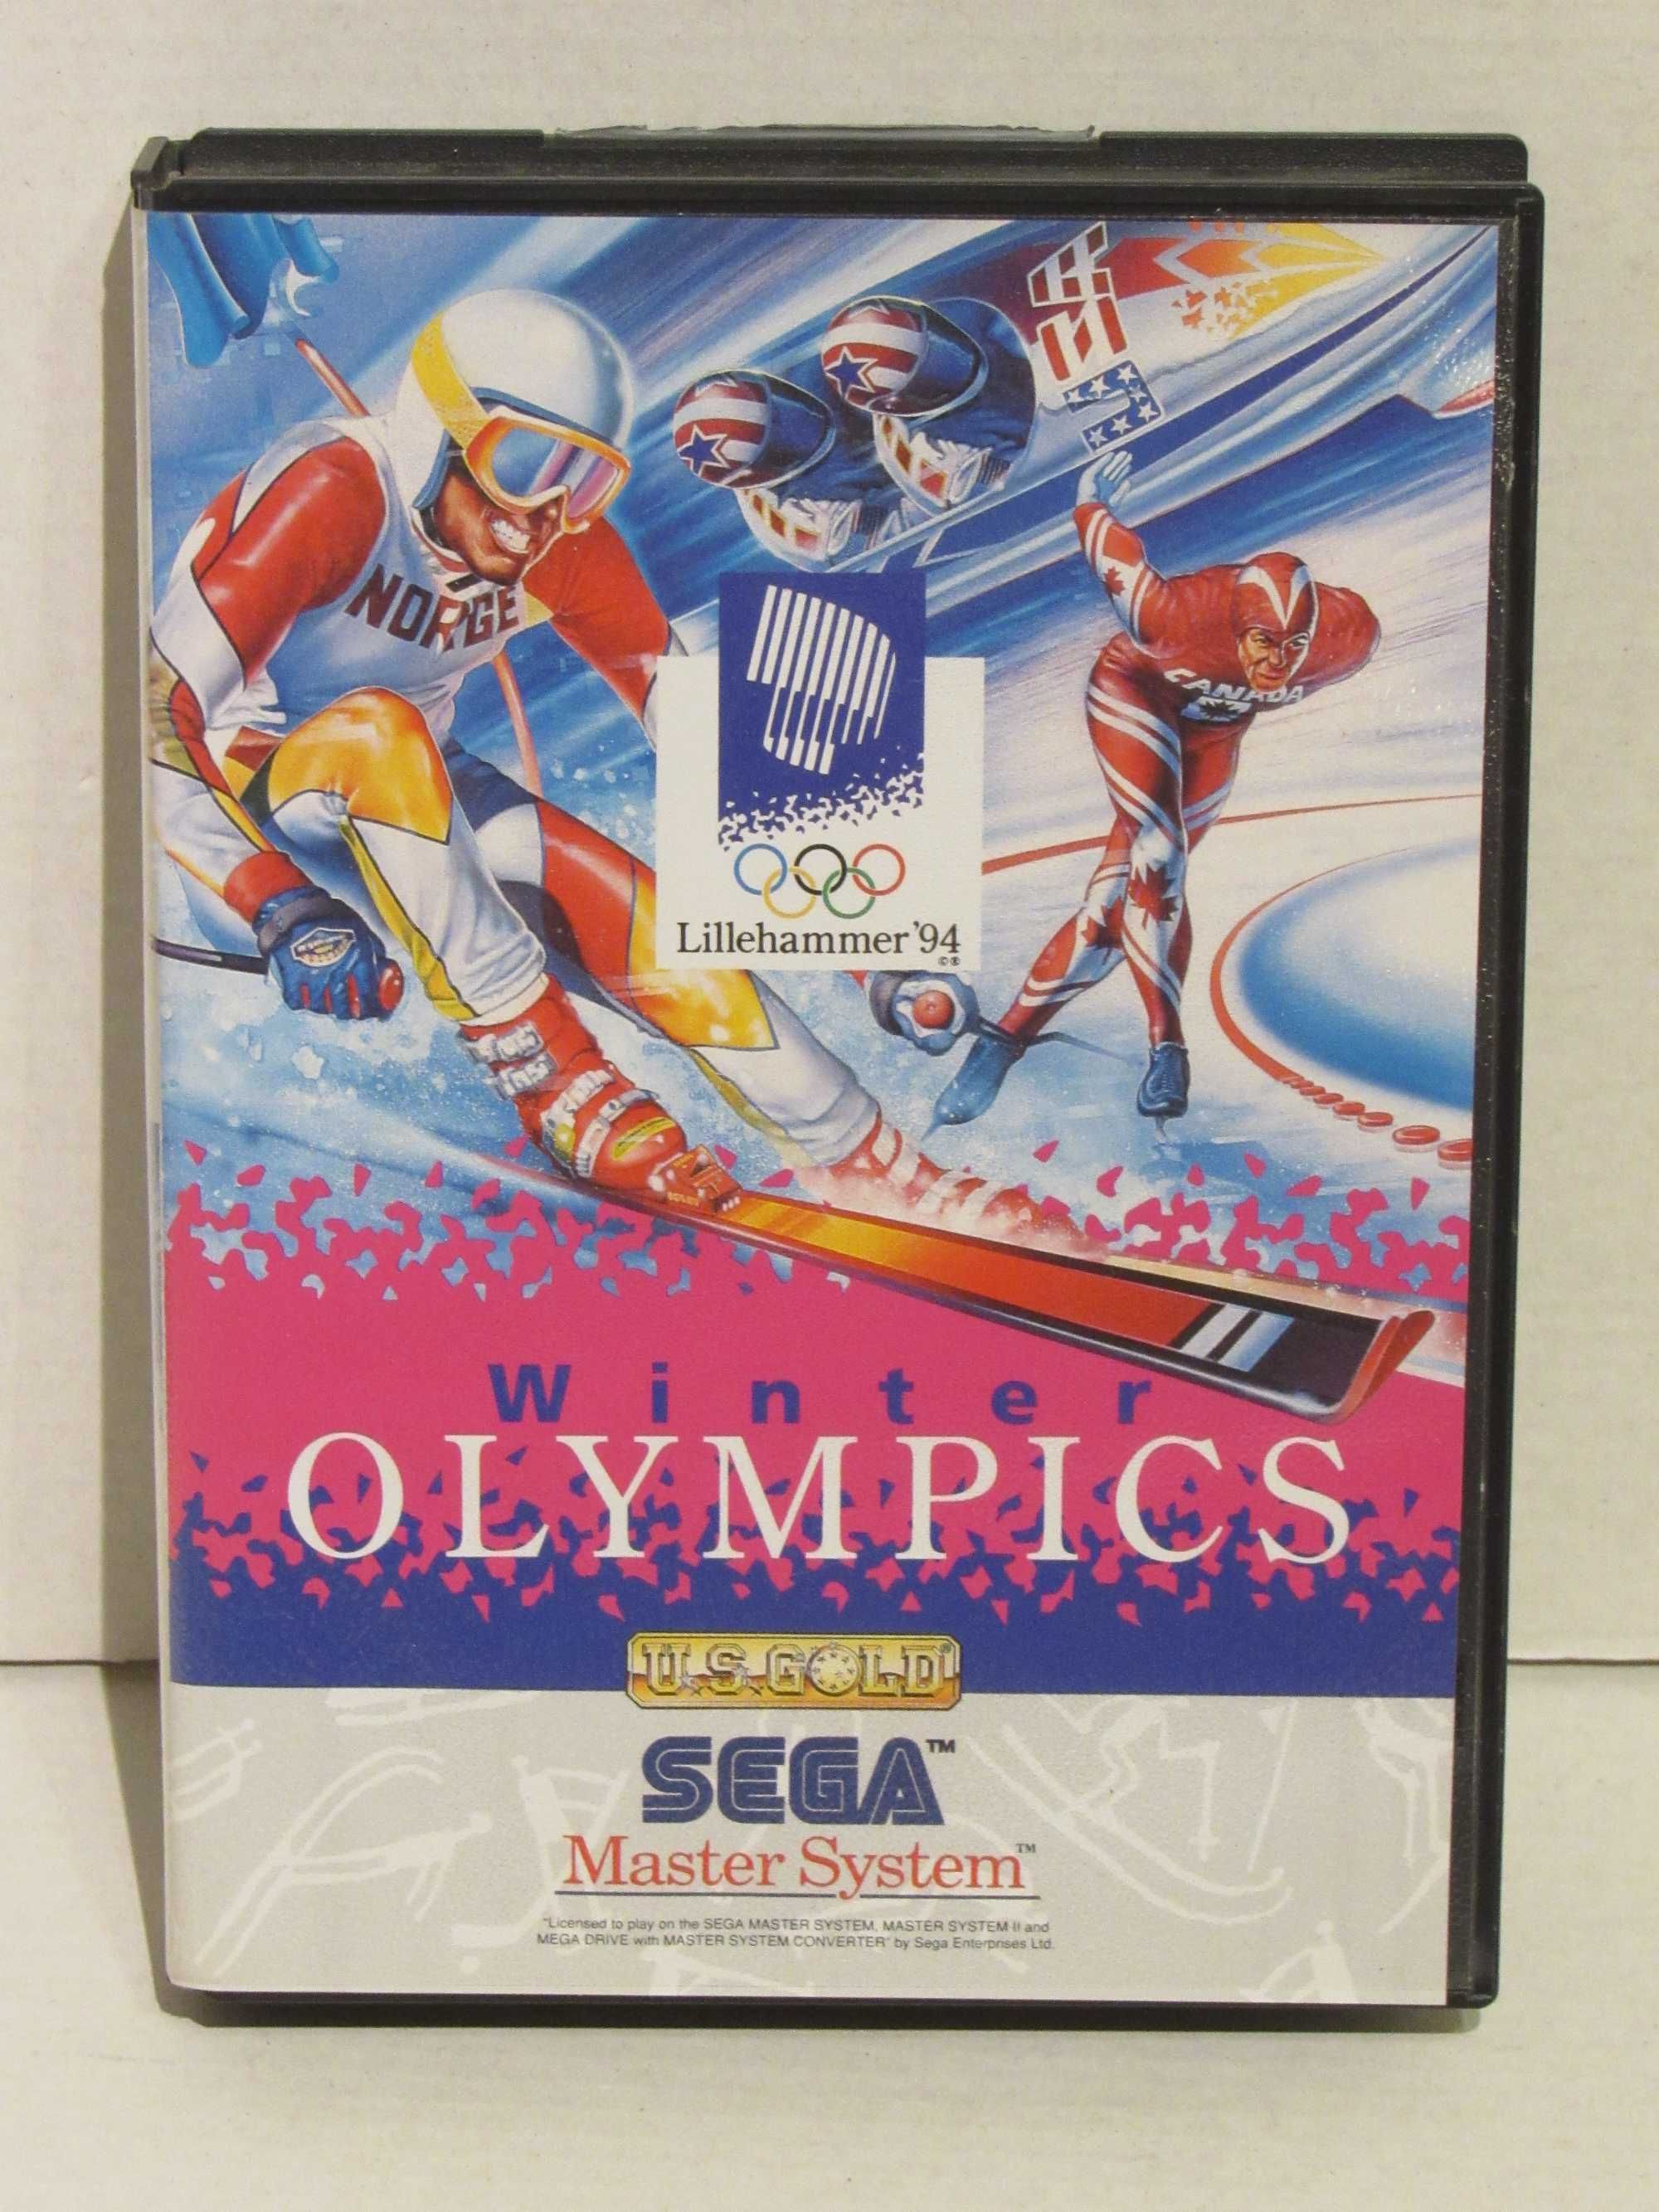 USA
NORGE
CANADA
Lillehammer '94
©®
Winter
OLYMPICS
U.S. GOLD®
SEGA™
Master System™
"Licensed to play on the SEGA MASTER SYSTEM, MASTER SYSTEM II and
MEGA DRIVE with MASTER SYSTEM CONVERTER" by Sega Enterprises Ltd.